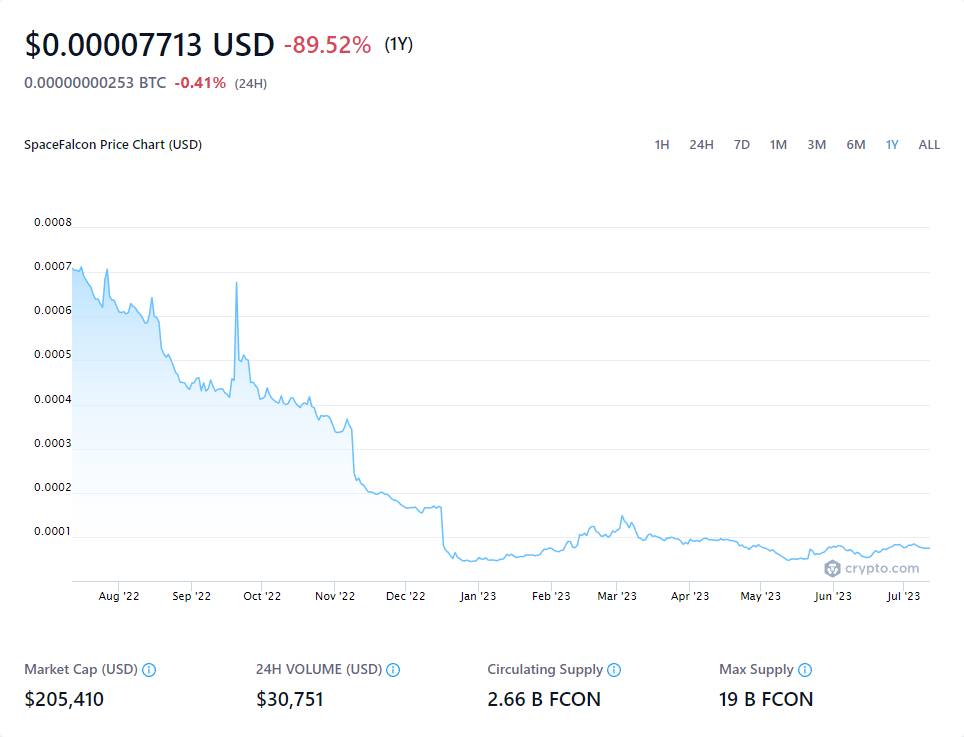 $0.00007713 USD -89.52% (1Y)
0.00000000253 BTC -0.41% (24H)
SpaceFalcon Price Chart (USD) 1H 24H 7D 1M 3M 6M 1Y ALL
0.0008
0.0007
0.0006
0.0005
0.0004
0.0003
0.0002
0.0001
crypto.com
Aug '22 Sep '22 Oct '22 Nov '22 Dec '22 Jan '23 Feb '23 Mar '23 Apr '23 May '23 Jun '23 Jul '23
Market Cap (USD) 24H VOLUME (USD) Circulating Supply Max Supply
$205,410 $30,751 2.66 B FCON 19 B FCON